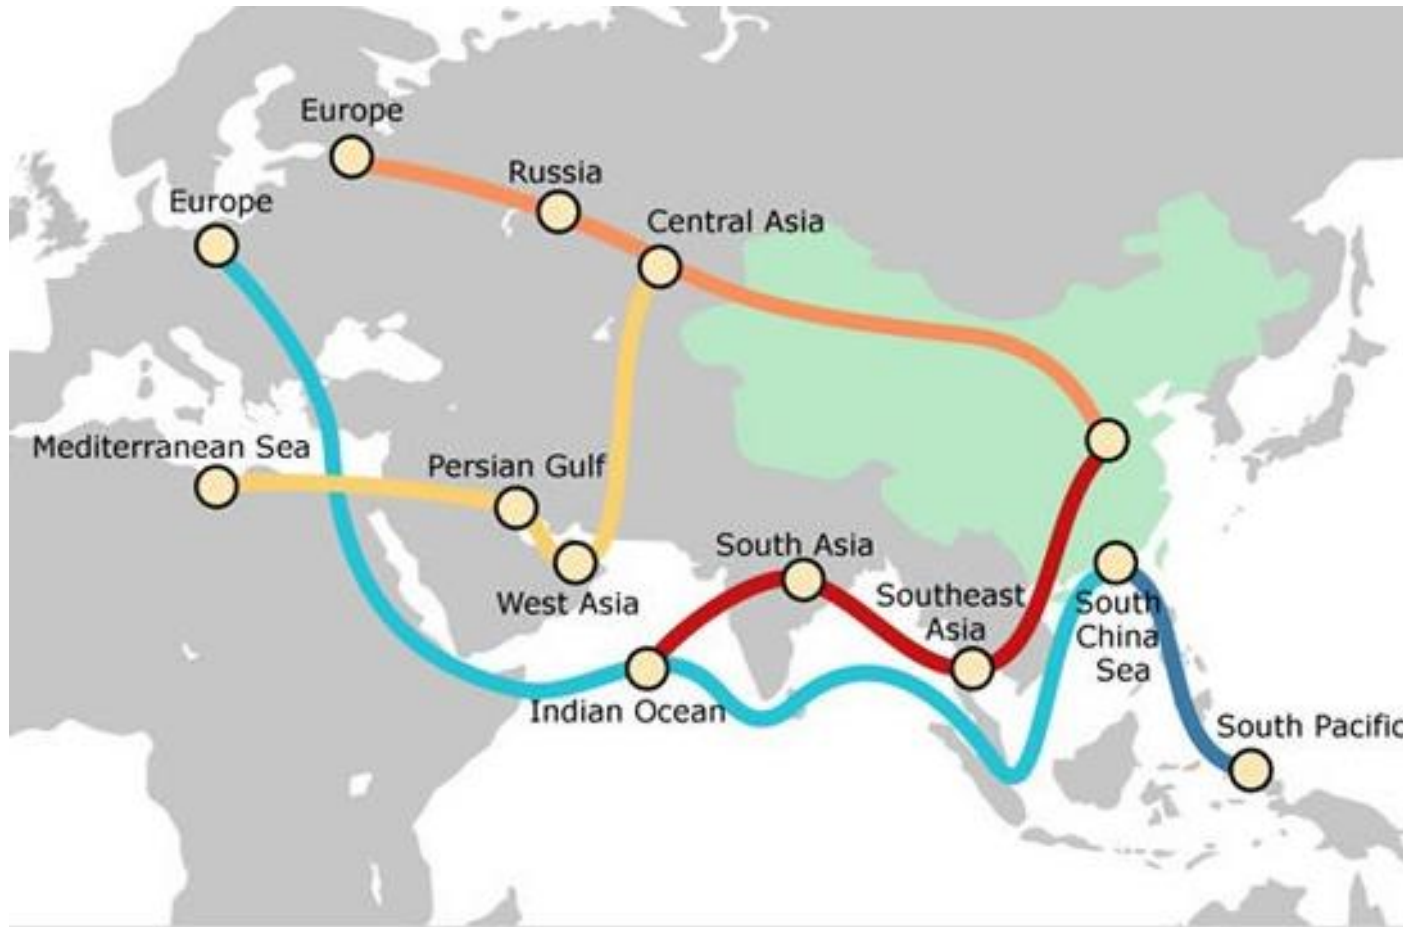 Europe
Russia
Europe
Central Asia
Mediterranean Sea
Persian Gulf
South Asia
West Asia
Southeast
Asia
South
China
Sea
Indian Ocean
South Pacific